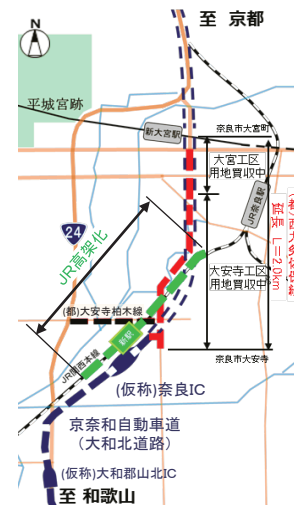 至 京都
N
平城宮跡
新大宮駅
奈良市大宮町
大宮工区
用地買収中
JR奈良駅
24
JR高架化
大安寺工区
用地買収中
延長 L=2.0km
(都)大安寺柏木線
新駅
JR関西本線
奈良市大安寺
(仮称)奈良IC
京奈和自動車道
(大和北道路)
(仮称)大和郡山北IC
至 和歌山